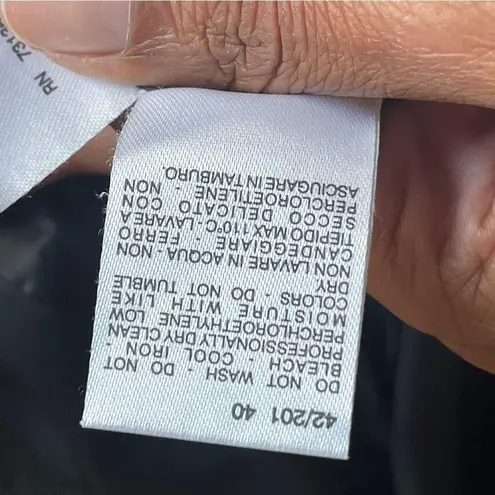 42/201 40
DO NOT WASH - DO NOT
BLEACH - COOL IRON -
PROFESSIONALLY DRY CLEAN
PERCHLOROETHYLENE LOW
MOISTURE WITH LIKE
COLORS - DO NOT TUMBLE
DRY
NON LAVARE IN ACQUA - NON
CANDEGGIARE - FERRO
TIEPIDO MAX 110°C - LAVARE A
SECCO DELICATO CON
PERCLOROETILENE - NON
ASCIUGARE IN TAMBURO.
RN